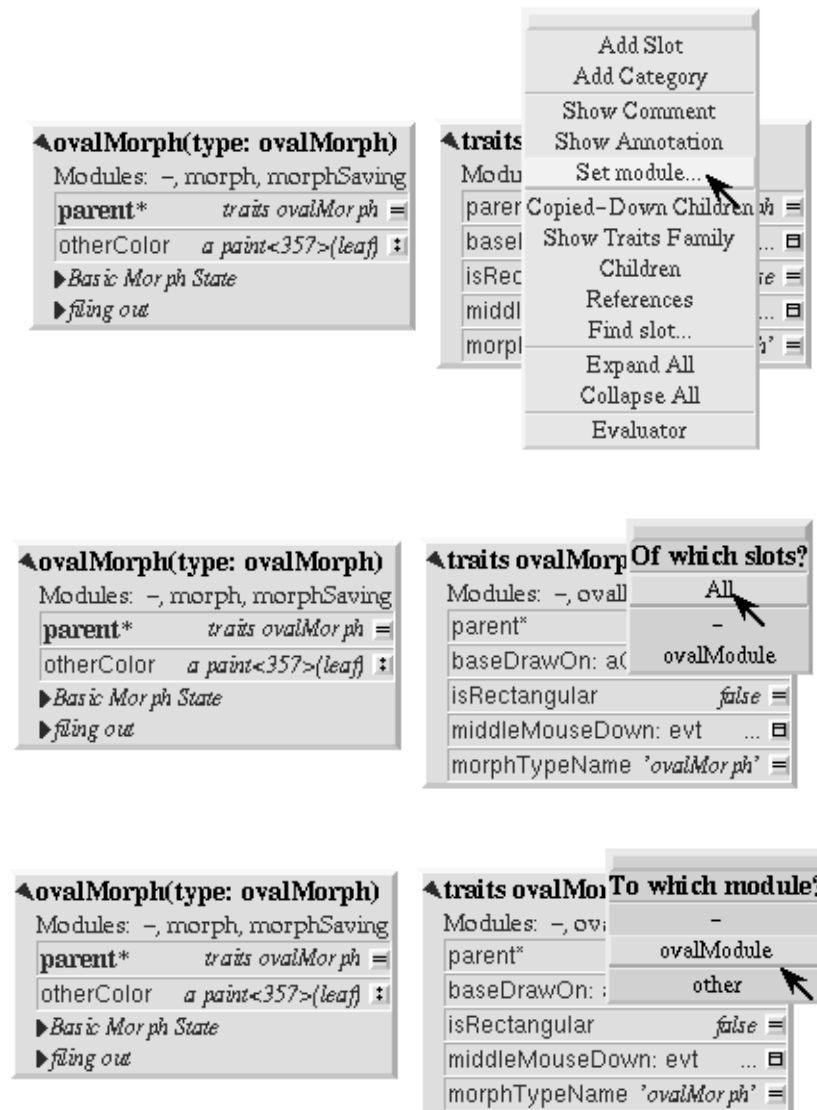 Add Slot
Add Category
Show Comment
Show Annotation
Set module...
Copied-Down Children
Show Traits Family
Children
References
Find slot...
Expand All
Collapse All
Evaluator
ovalMorph(type: ovalMorph)
Modules: –, morph, morphSaving
parent* traits ovalMorph =
otherColor a paint<357>(leaf) :
Basic Morph State
filing out
traits
Modu
paren ph =
basel ...
isRec se =
middl ...
morpl h' =
ovalMorph(type: ovalMorph)
Modules: –, morph, morphSaving
parent* traits ovalMorph =
otherColor a paint<357>(leaf) :
Basic Morph State
filing out
traits ovalMorp
Modules: –, ovall
parent*
baseDrawOn: a
isRectangular false =
middleMouseDown: evt ...
morphTypeName 'ovalMorph' =
Of which slots?
All
–
ovalModule
ovalMorph(type: ovalMorph)
Modules: –, morph, morphSaving
parent* traits ovalMorph =
otherColor a paint<357>(leaf) :
Basic Morph State
filing out
traits ovalMor
Modules: –, ov
parent*
baseDrawOn:
isRectangular false =
middleMouseDown: evt ...
morphTypeName 'ovalMorph' =
To which module?
–
ovalModule
other